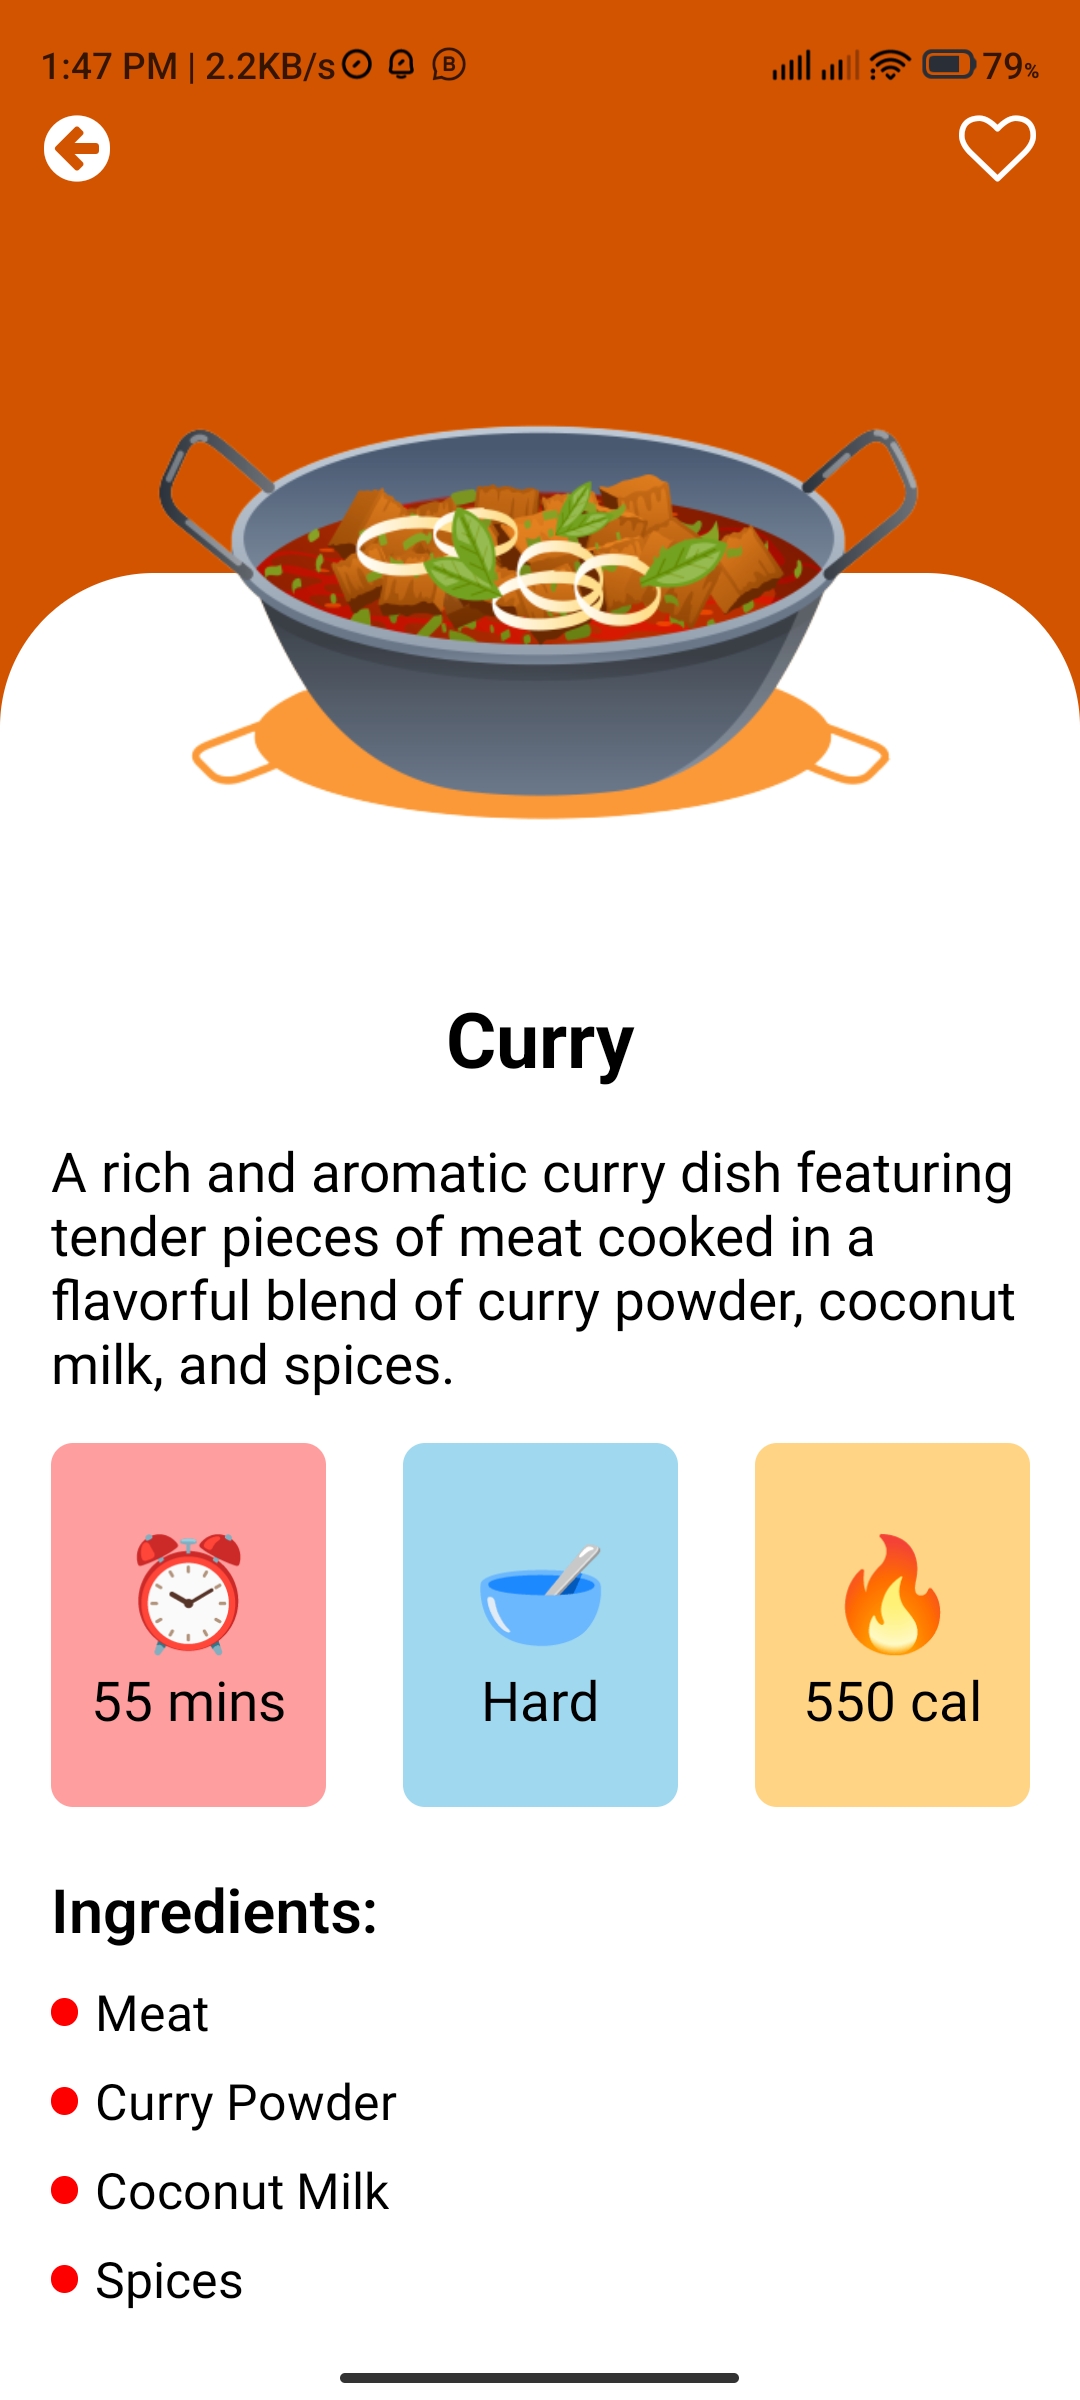 1:47 PM | 2.2KB/s B 79%
Curry
A rich and aromatic curry dish featuring
tender pieces of meat cooked in a
flavorful blend of curry powder, coconut
milk, and spices.
55 mins Hard 550 cal
Ingredients:
Meat
Curry Powder
Coconut Milk
Spices